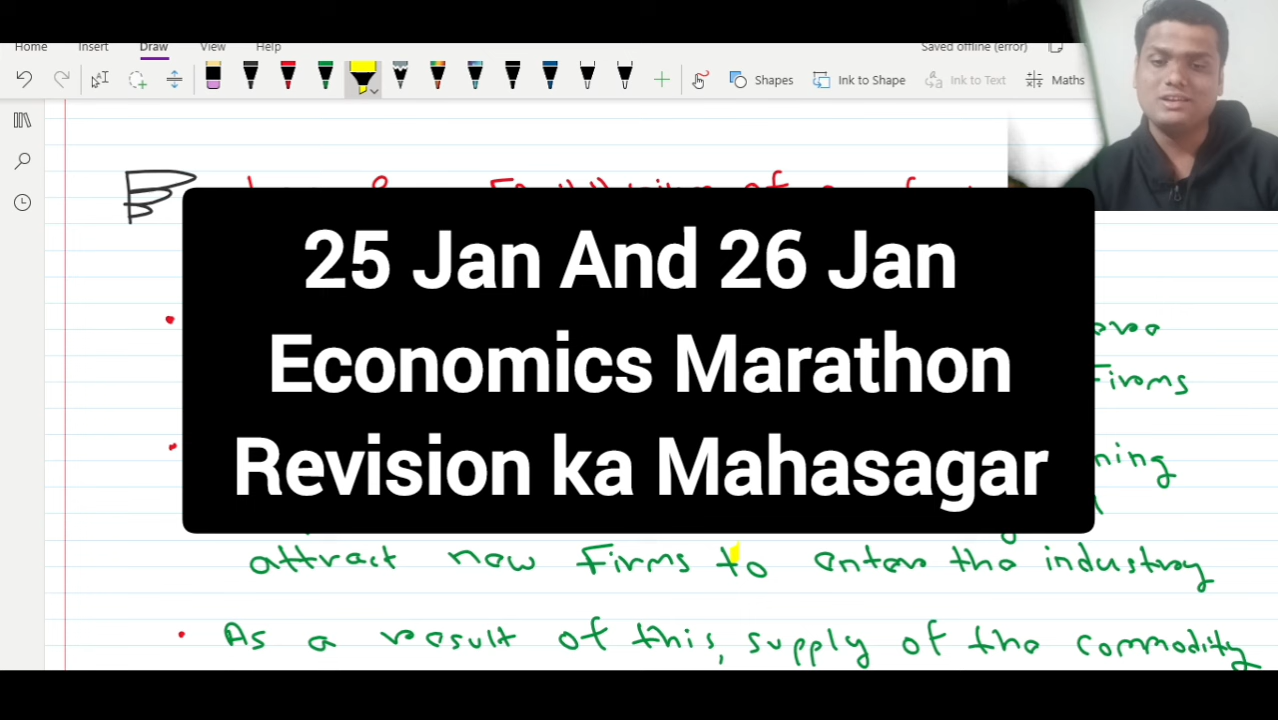 Home Insert Draw View Help Saved offline (error)
Shapes Ink to Shape Ink to Text Maths
25 Jan And 26 Jan
Economics Marathon
Revision ka Mahasagar
Firms
attract new Firms to enter the industry
As a result of this, supply of the commodity